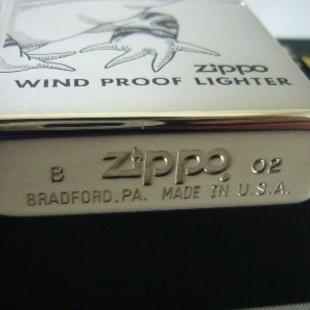 zippo
WIND PROOF LIGHTER
B zippo 02
BRADFORD,PA. MADE IN U.S.A.